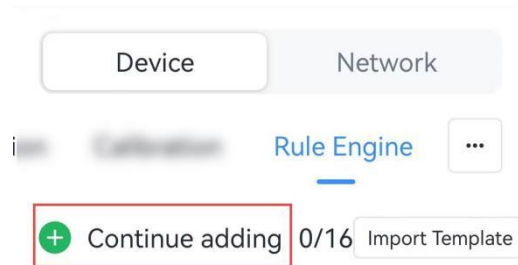 Device Network
Rule Engine ...
Continue adding 0/16 Import Template